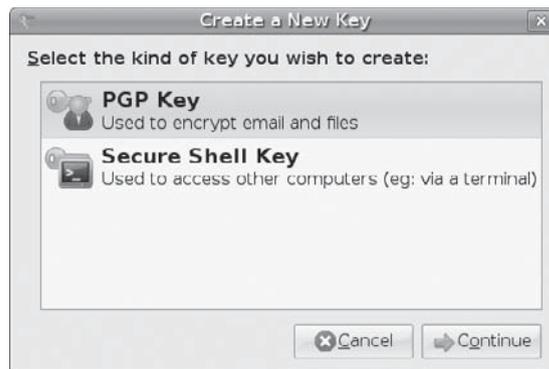 Create a New Key
Select the kind of key you wish to create:
PGP Key
Used to encrypt email and files
Secure Shell Key
Used to access other computers (eg: via a terminal)
Cancel
Continue